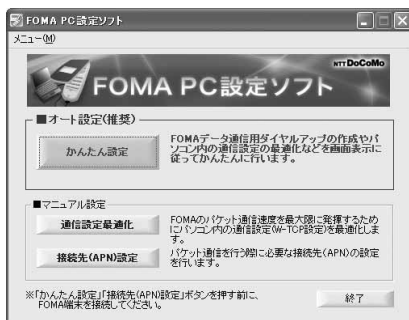 FOMA PC設定ソフト
メニュー(M)
NTT DoCoMo
FOMA PC設定ソフト
■オート設定(推奨)
かんたん設定
FOMAデータ通信用ダイヤルアップの作成やパ
ソコン内の通信設定の最適化などを画面表示に
従ってかんたんに行います。
■マニュアル設定
通信設定最適化
FOMAのパケット通信速度を最大限に発揮するため
にパソコン内の通信設定(W-TCP設定)を最適化しま
す。
接続先(APN)設定
パケット通信を行う際に必要な接続先(APN)の設定
を行います。
※「かんたん設定」「接続先(APN)設定」ボタンを押す前に、
FOMA端末を接続してください。
終了